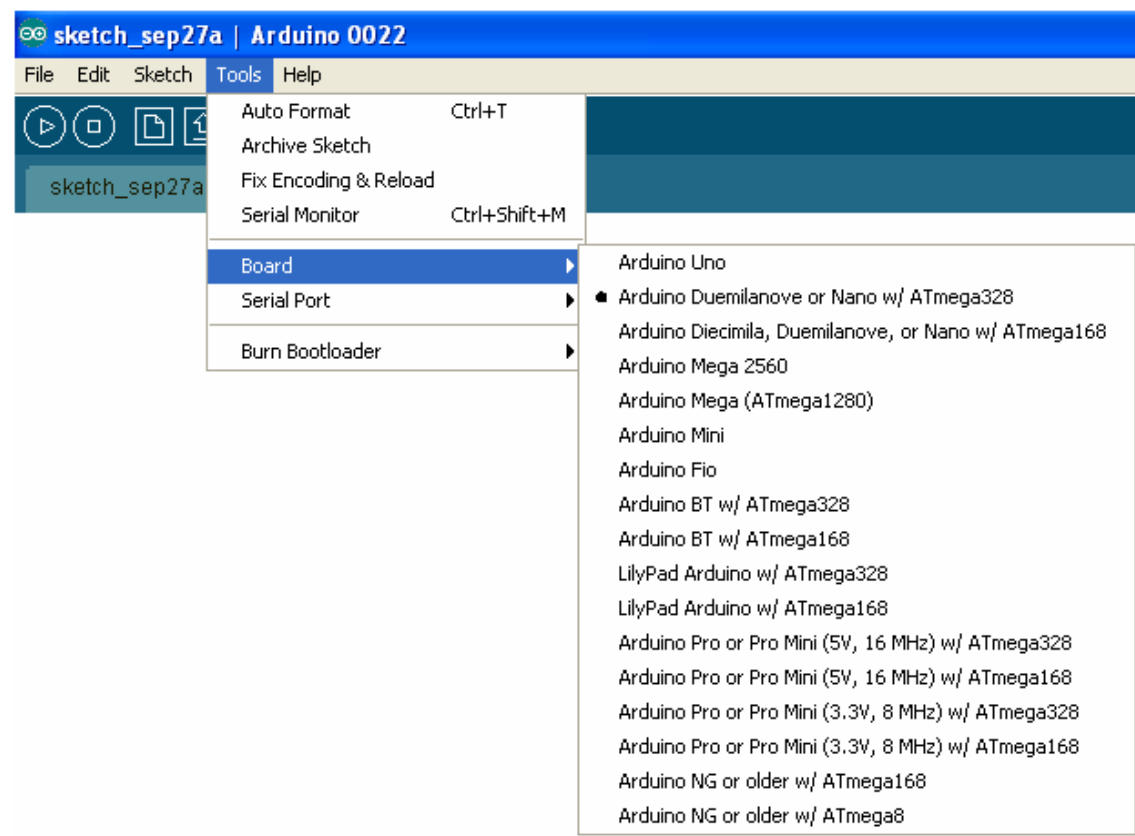 sketch_sep27a | Arduino 0022
File Edit Sketch Tools Help
Auto Format Ctrl+T
Archive Sketch
Fix Encoding & Reload
Serial Monitor Ctrl+Shift+M
Board
Serial Port
Burn Bootloader
sketch_sep27a
Arduino Uno
Arduino Duemilanove or Nano w/ ATmega328
Arduino Diecimila, Duemilanove, or Nano w/ ATmega168
Arduino Mega 2560
Arduino Mega (ATmega1280)
Arduino Mini
Arduino Fio
Arduino BT w/ ATmega328
Arduino BT w/ ATmega168
LilyPad Arduino w/ ATmega328
LilyPad Arduino w/ ATmega168
Arduino Pro or Pro Mini (5V, 16 MHz) w/ ATmega328
Arduino Pro or Pro Mini (5V, 16 MHz) w/ ATmega168
Arduino Pro or Pro Mini (3.3V, 8 MHz) w/ ATmega328
Arduino Pro or Pro Mini (3.3V, 8 MHz) w/ ATmega168
Arduino NG or older w/ ATmega168
Arduino NG or older w/ ATmega8